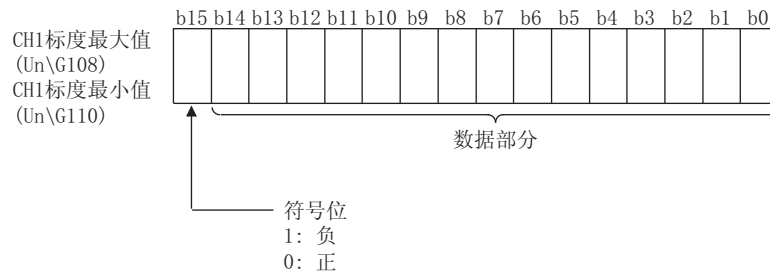 b15 b14 b13 b12 b11 b10 b9 b8 b7 b6 b5 b4 b3 b2 b1 b0
CH1标度最大值
(Un\G108)
CH1标度最小值
(Un\G110)
数据部分
符号位
1: 负
0: 正